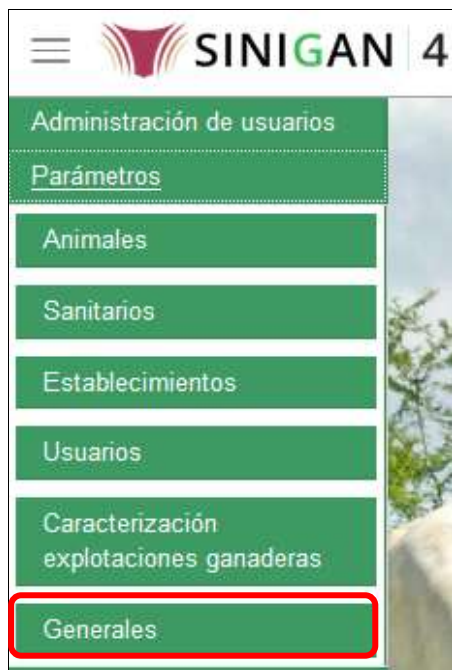 SINIGAN 4
Administración de usuarios
Parámetros
Animales
Sanitarios
Establecimientos
Usuarios
Caracterización
explotaciones ganaderas
Generales